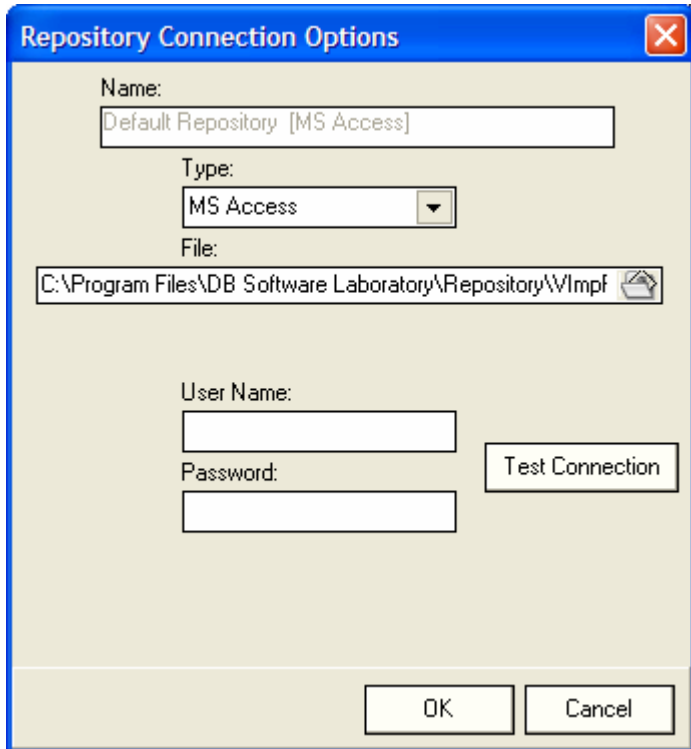 Repository Connection Options
Name:
Default Repository [MS Access]
Type:
MS Access
File:
C:\Program Files\DB Software Laboratory\Repository\VImpF
User Name:
Password:
Test Connection
OK
Cancel